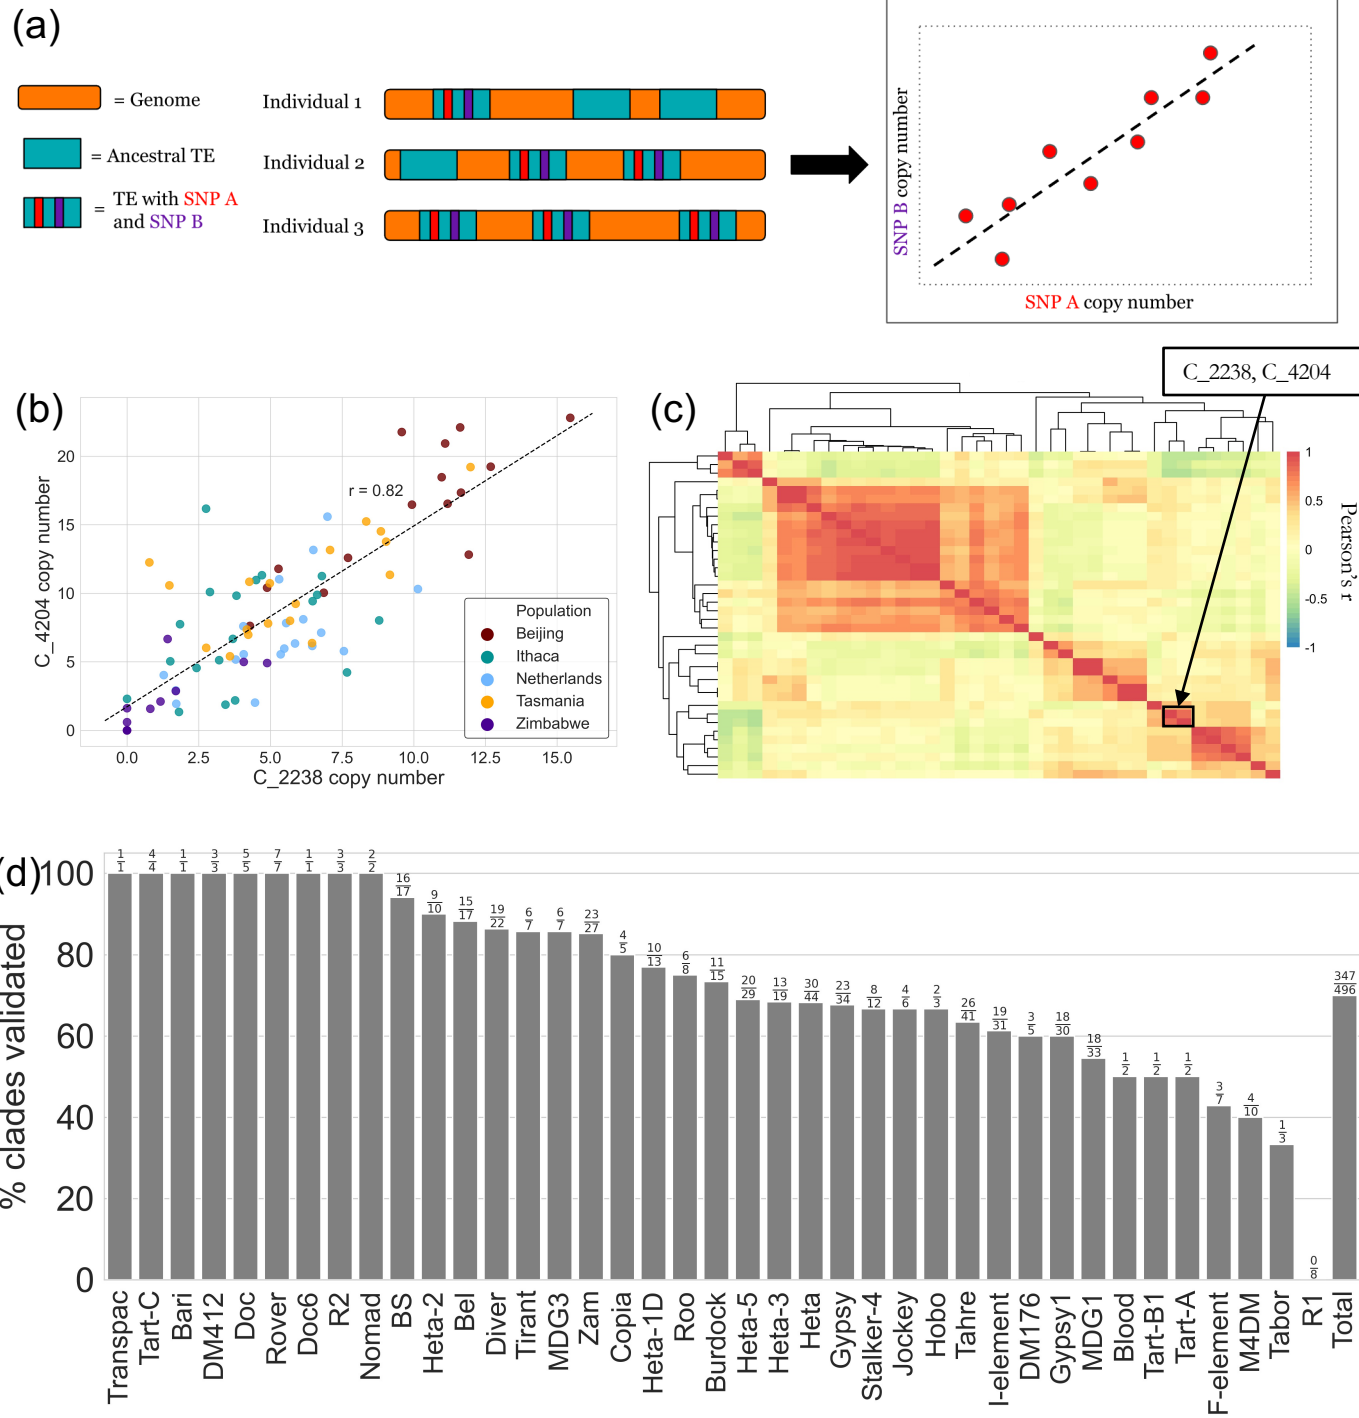 (a)
= Genome
= Ancestral TE
= TE with SNP A
and SNP B
Individual 1
Individual 2
Individual 3
SNP B copy number
SNP A copy number
(b)
C_4204 copy number
20
15
10
5
0
r = 0.82
Population
Beijing
Ithaca
Netherlands
Tasmania
Zimbabwe
0.0 2.5 5.0 7.5 10.0 12.5 15.0
C_2238 copy number
(c)
C_2238, C_4204
1
0.5
0
-0.5
-1
Pearson's r
(d)
% clades validated
100
80
60
40
20
0
1/1 4/4 1/1 3/3 5/5 7/7 1/1 3/3 2/2 16/17 9/10 15/17 19/22 6/7 6/7 23/27 4/5 10/13 6/8 11/15 20/29 13/19 30/44 23/34 8/12 4/6 2/3 26/41 19/31 3/5 18/30 18/33 1/2 1/2 1/2 3/7 4/10 1/3 0/8 347/496
Transpac
Tart-C
Bari
DM412
Doc
Rover
Doc6
R2
Nomad
BS
Heta-2
Bel
Diver
Tirant
MDG3
Zam
Copia
Heta-1D
Roo
Burdock
Heta-5
Heta-3
Heta
Gypsy
Stalker-4
Jockey
Hobo
Tahre
I-element
DM176
Gypsy1
MDG1
Blood
Tart-B1
Tart-A
F-element
M4DM
Tabor
R1
Total